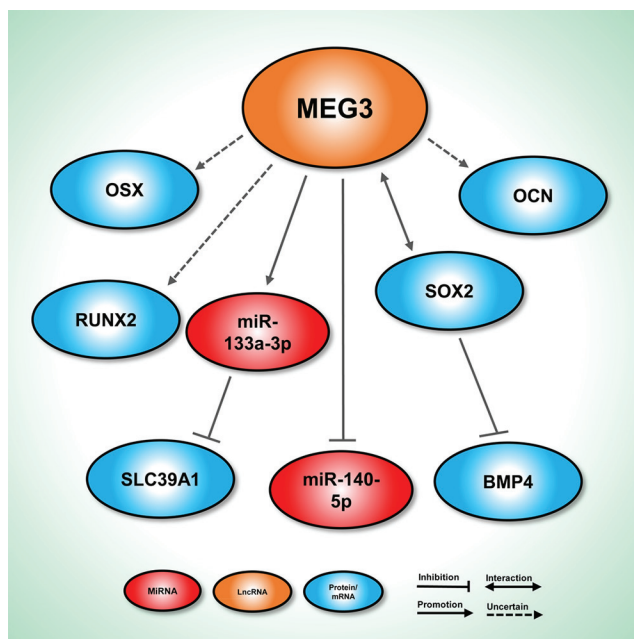 MEG3
OSX
OCN
RUNX2
miR-
133a-3p
SOX2
SLC39A1
miR-140-
5p
BMP4
MiRNA
LncRNA
Protein/
mRNA
Inhibition
Interaction
Promotion
Uncertain